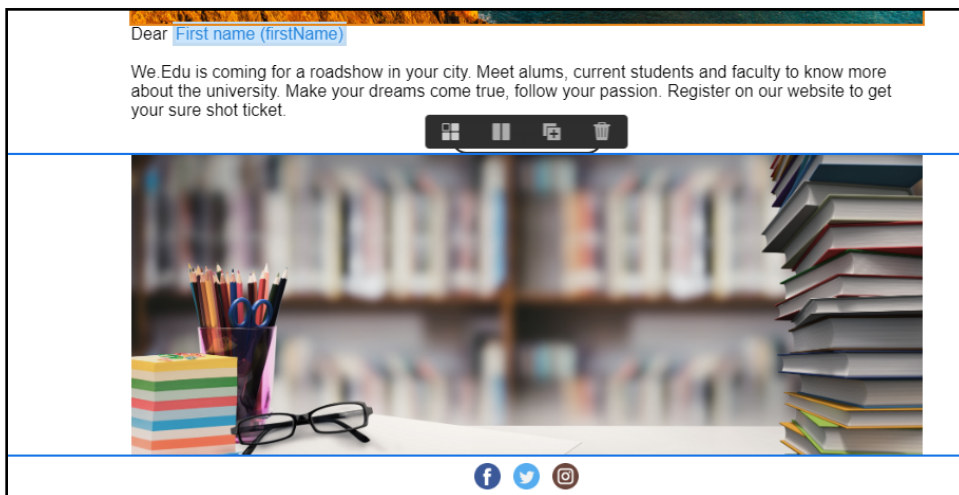 Dear First name (firstName)
We.Edu is coming for a roadshow in your city. Meet alums, current students and faculty to know more
about the university. Make your dreams come true, follow your passion. Register on our website to get
your sure shot ticket.